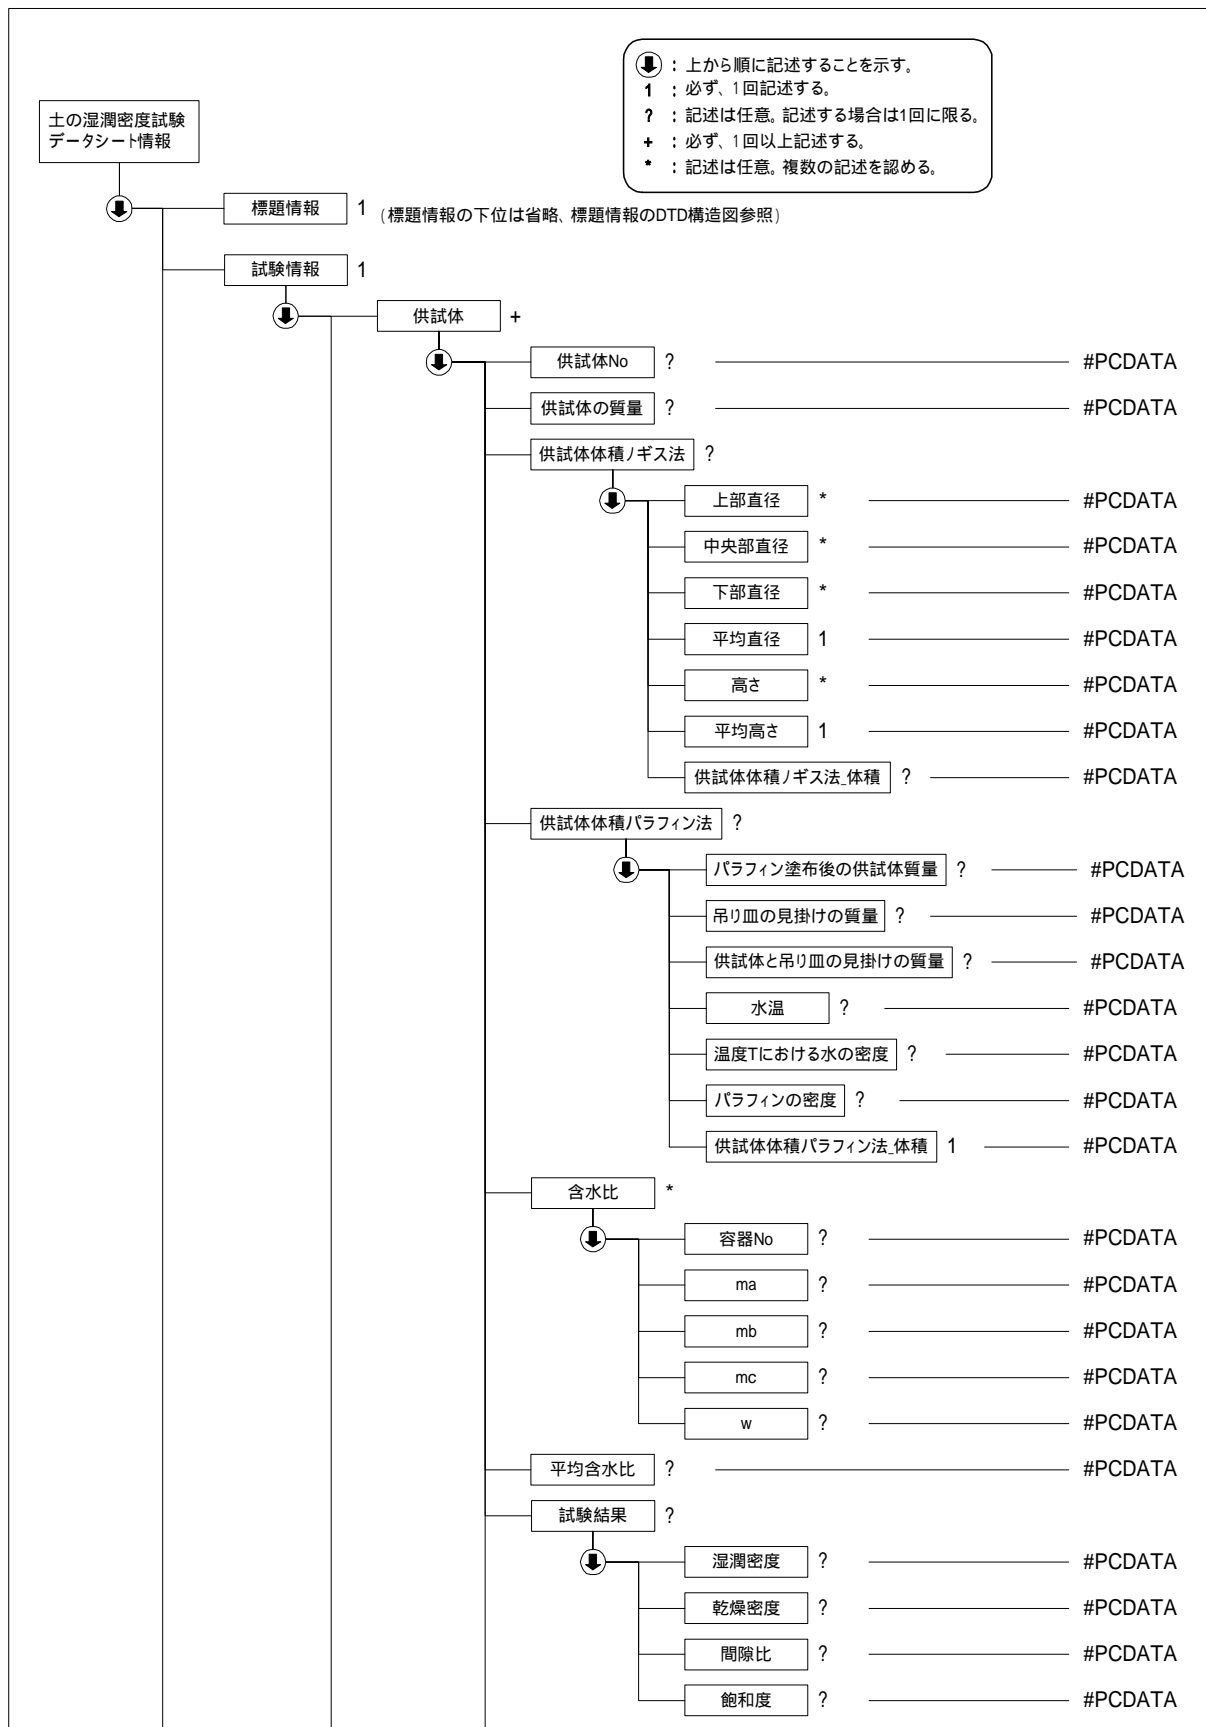 : 上から順に記述することを示す。
1 : 必ず、1回記述する。
? : 記述は任意。記述する場合は1回に限る。
+ : 必ず、1回以上記述する。
* : 記述は任意。複数の記述を認める。
土の湿潤密度試験
データシート情報
標題情報 1 (標題情報の下位は省略、標題情報のDTD構造図参照)
試験情報 1
供試体 +
供試体No ? #PCDATA
供試体の質量 ? #PCDATA
供試体体積ノギス法 ?
上部直径 * #PCDATA
中央部直径 * #PCDATA
下部直径 * #PCDATA
平均直径 1 #PCDATA
高さ * #PCDATA
平均高さ 1 #PCDATA
供試体体積ノギス法_体積 ? #PCDATA
供試体体積パラフィン法 ?
パラフィン塗布後の供試体質量 ? #PCDATA
吊り皿の見掛けの質量 ? #PCDATA
供試体と吊り皿の見掛けの質量 ? #PCDATA
水温 ? #PCDATA
温度Tにおける水の密度 ? #PCDATA
パラフィンの密度 ? #PCDATA
供試体体積パラフィン法_体積 1 #PCDATA
含水比 *
容器No ? #PCDATA
ma ? #PCDATA
mb ? #PCDATA
mc ? #PCDATA
w ? #PCDATA
平均含水比 ? #PCDATA
試験結果 ?
湿潤密度 ? #PCDATA
乾燥密度 ? #PCDATA
間隙比 ? #PCDATA
飽和度 ? #PCDATA